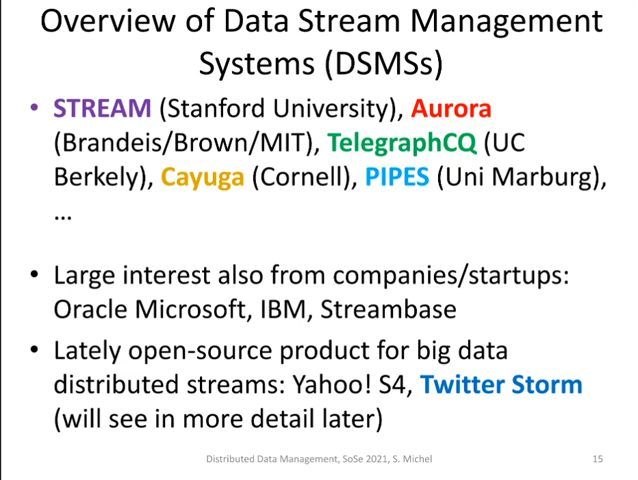 Overview of Data Stream Management
Systems (DSMSs)
• STREAM (Stanford University), Aurora
(Brandeis/Brown/MIT), TelegraphCQ (UC
Berkely), Cayuga (Cornell), PIPES (Uni Marburg),
...
• Large interest also from companies/startups:
Oracle Microsoft, IBM, Streambase
• Lately open-source product for big data
distributed streams: Yahoo! S4, Twitter Storm
(will see in more detail later)
Distributed Data Management, SoSe 2021, S. Michel 15